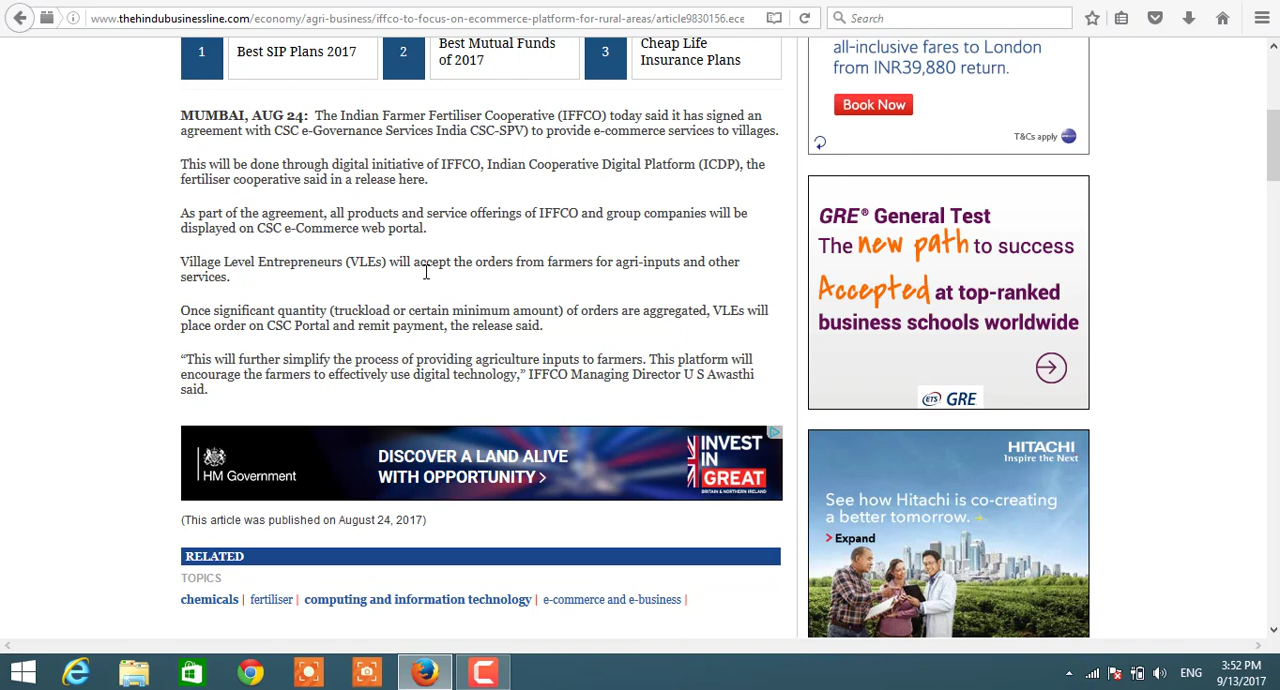 www.thehindubusinessline.com/economy/agri-business/iffco-to-focus-on-ecommerce-platform-for-rural-areas/article9830156.ece
Search
1
Best SIP Plans 2017
2
Best Mutual Funds
of 2017
3
Cheap Life
Insurance Plans
MUMBAI, AUG 24: The Indian Farmer Fertiliser Cooperative (IFFCO) today said it has signed an
agreement with CSC e-Governance Services India CSC-SPV) to provide e-commerce services to villages.
This will be done through digital initiative of IFFCO, Indian Cooperative Digital Platform (ICDP), the
fertiliser cooperative said in a release here.
As part of the agreement, all products and service offerings of IFFCO and group companies will be
displayed on CSC e-Commerce web portal.
Village Level Entrepreneurs (VLEs) will accept the orders from farmers for agri-inputs and other
services.
Once significant quantity (truckload or certain minimum amount) of orders are aggregated, VLEs will
place order on CSC Portal and remit payment, the release said.
“This will further simplify the process of providing agriculture inputs to farmers. This platform will
encourage the farmers to effectively use digital technology,” IFFCO Managing Director U S Awasthi
said.
HM Government
DISCOVER A LAND ALIVE
WITH OPPORTUNITY >
INVEST
IN
GREAT
BRITAIN & NORTHERN IRELAND
(This article was published on August 24, 2017)
RELATED
TOPICS
chemicals | fertiliser | computing and information technology | e-commerce and e-business |
all-inclusive fares to London
from INR39,880 return.
Book Now
T&Cs apply
GRE® General Test
The new path to success
Accepted at top-ranked
business schools worldwide
ETS GRE
HITACHI
Inspire the Next
See how Hitachi is co-creating
a better tomorrow.
> Expand
ENG
3:52 PM
9/13/2017